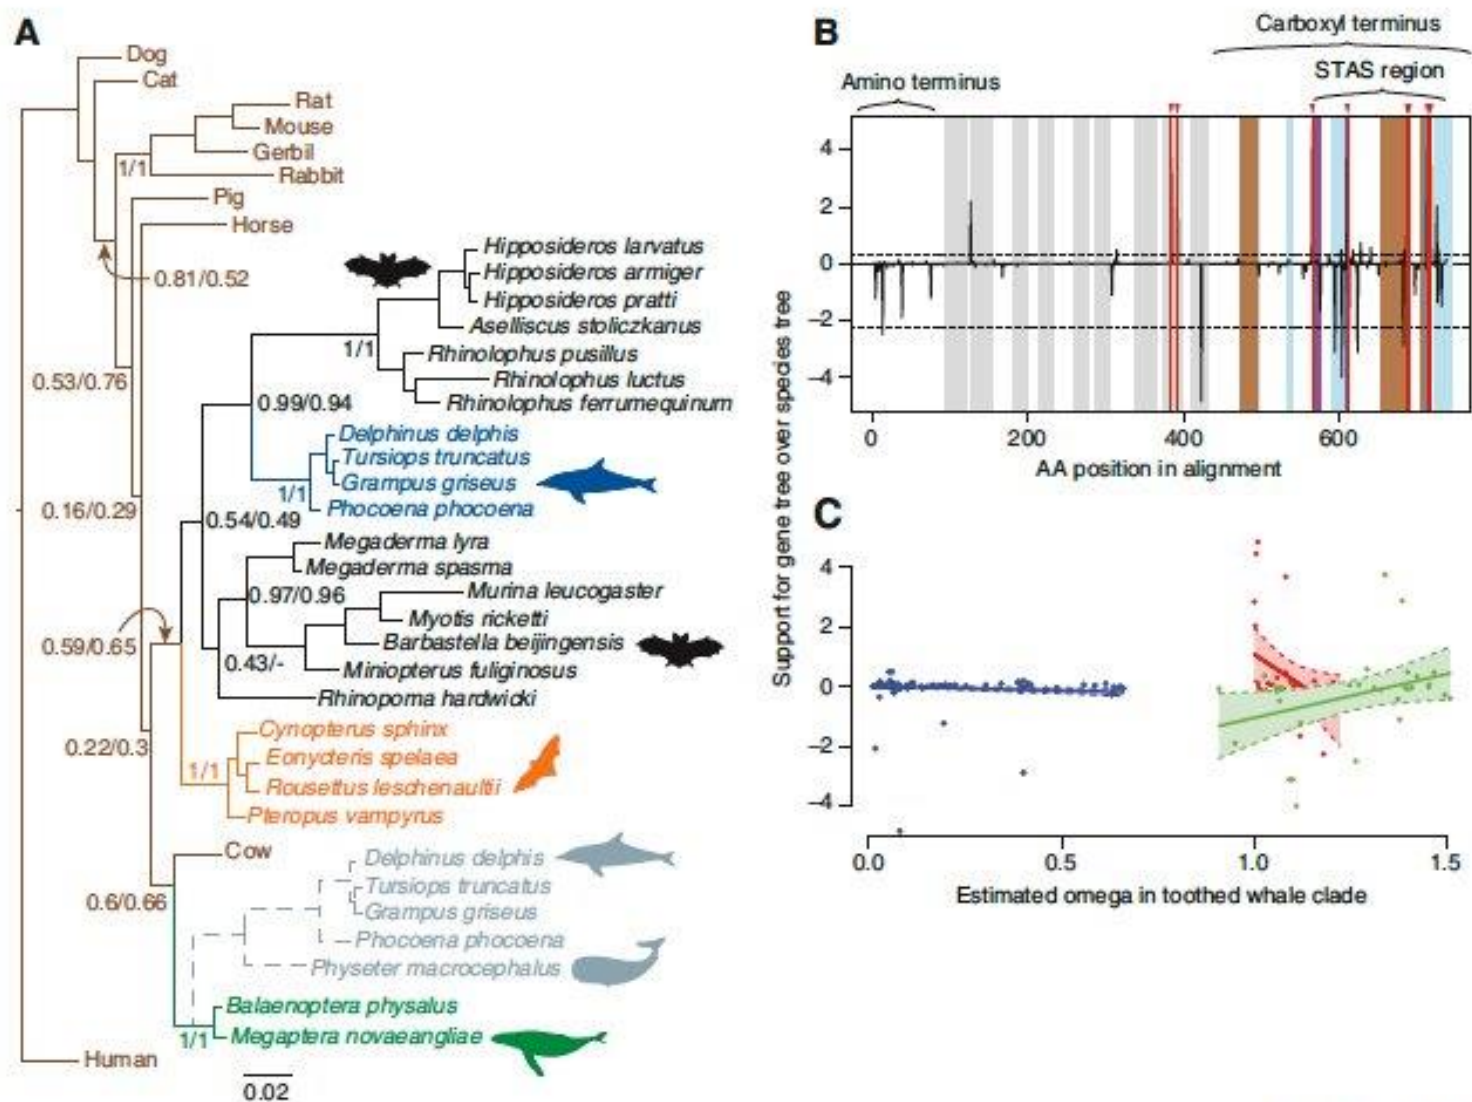 A
Dog
Cat
Rat
Mouse
Gerbil
1/1
Rabbit
Pig
Horse
0.81/0.52
Hipposideros larvatus
Hipposideros armiger
Hipposideros pratti
Aselliscus stoliczkanus
1/1
Rhinolophus pusillus
Rhinolophus luctus
Rhinolophus ferrumequinum
0.53/0.76
0.99/0.94
Delphinus delphis
Tursiops truncatus
Grampus griseus
1/1
Phocoena phocoena
0.16/0.29
0.54/0.49
Megaderma lyra
Megaderma spasma
0.97/0.96
Murina leucogaster
Myotis ricketti
Barbastella beijingensis
0.59/0.65
0.43/-
Miniopterus fuliginosus
Rhinopoma hardwicki
Cynopterus sphinx
0.22/0.3
Eonycteris spelaea
1/1
Rousettus leschenaultii
Pteropus vampyrus
Cow
Delphinus delphis
Tursiops truncatus
0.6/0.66
Grampus griseus
Phocoena phocoena
Physeter macrocephalus
Balaenoptera physalus
1/1
Megaptera novaeangliae
Human
0.02
B
Carboxyl terminus
STAS region
Amino terminus
4
2
0
−2
−4
0 200 400 600
AA position in alignment
Support for gene tree over species tree
C
4
2
0
−2
−4
0.0 0.5 1.0 1.5
Estimated omega in toothed whale clade